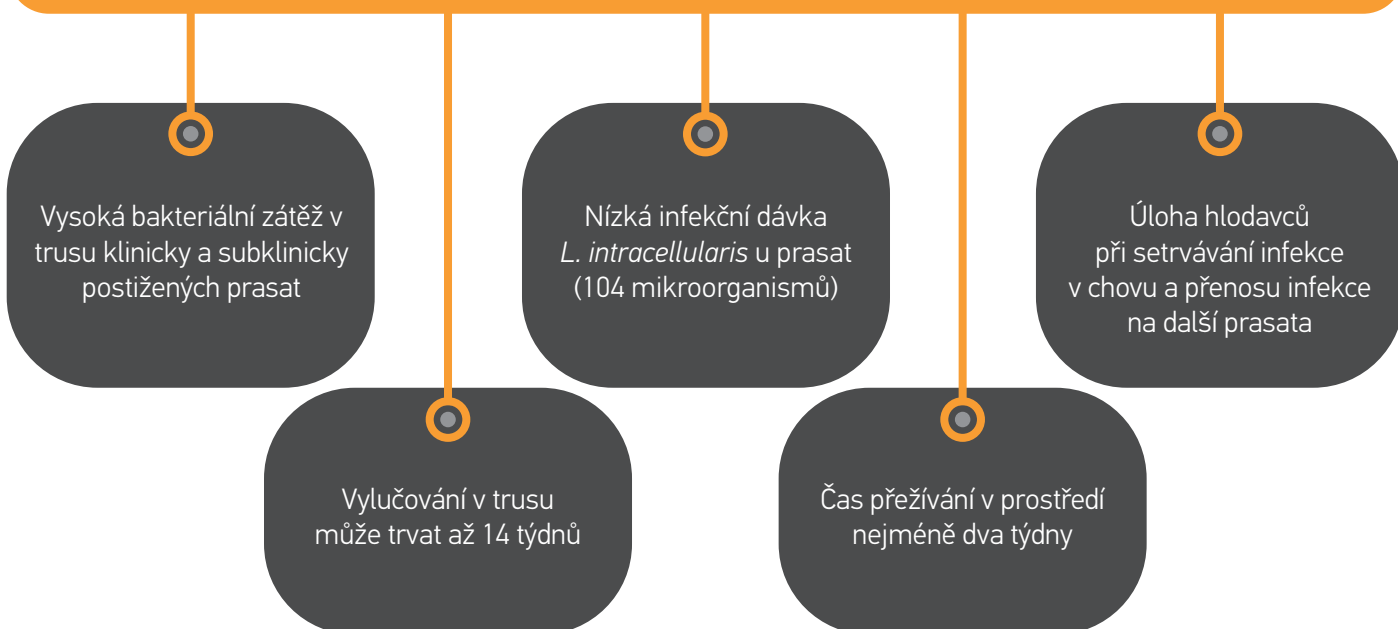 Vysoká bakteriální zátěž v
trusu klinicky a subklinicky
postižených prasat
Vylučování v trusu
může trvat až 14 týdnů
Nízká infekční dávka
L. intracellularis u prasat
(104 mikroorganismů)
Čas přežívání v prostředí
nejméně dva týdny
Úloha hlodavců
při setrvávání infekce
v chovu a přenosu infekce
na další prasata